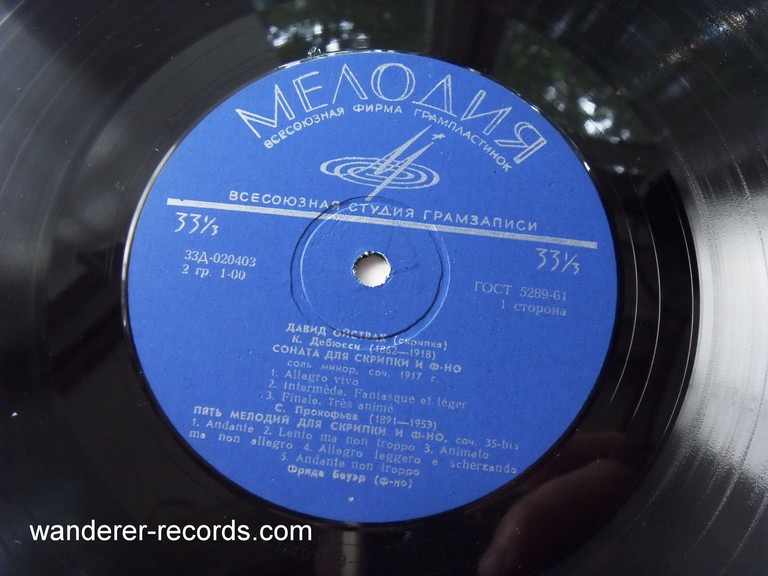 МЕЛОДИЯ
ВСЕСОЮЗНАЯ ФИРМА ГРАМПЛАСТИНОК
ВСЕСОЮЗНАЯ СТУДИЯ ГРАМЗАПИСИ
33⅓ 33⅓
33Д-020403
2 гр. 1-00
ГОСТ 5289-61
1 сторона
ДАВИД ОЙСТРАХ (скрипка)
К. Дебюсси (1862—1918)
СОНАТА ДЛЯ СКРИПКИ И Ф-НО
соль минор, соч. 1917 г.
1. Allegro vivo
2. Intermède. Fantasque et léger
3. Finale. Très animé
С. Прокофьев (1891—1953)
ПЯТЬ МЕЛОДИЙ ДЛЯ СКРИПКИ И Ф-НО, соч. 35-bis
1. Andante 2. Lento ma non troppo 3. Animato
ma non allegro 4. Allegro leggero e scherzando
5. Andante non troppo
Фрида Бауэр (ф-но)
wanderer-records.com